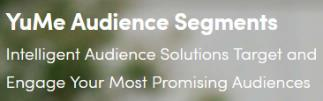 YuMe Audience Segments
Intelligent Audience Solutions Target and
Engage Your Most Promising Audiences